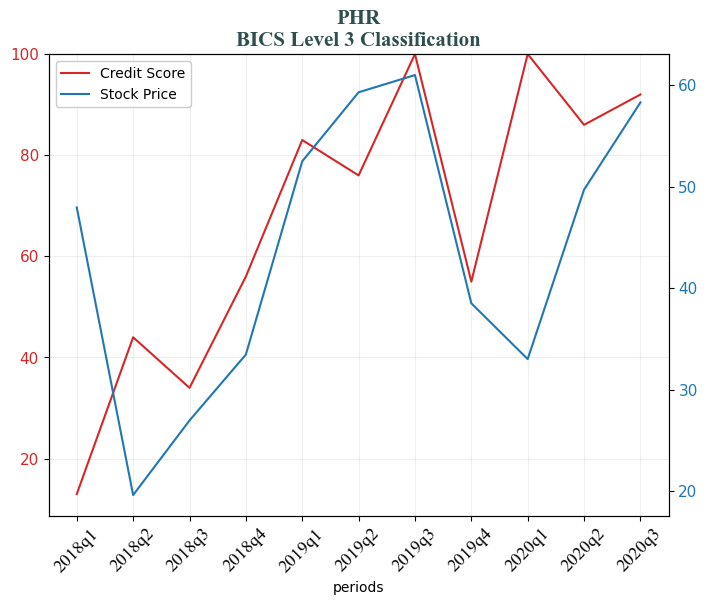 PHR
BICS Level 3 Classification
Credit Score
Stock Price
100
80
60
40
20
60
50
40
30
20
2018q1
2018q2
2018q3
2018q4
2019q1
2019q2
2019q3
2019q4
2020q1
2020q2
2020q3
periods